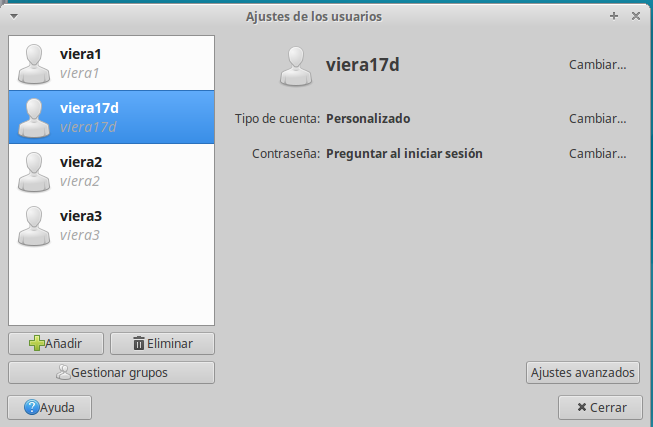 Ajustes de los usuarios
viera1
viera1
viera17d
viera17d
viera2
viera2
viera3
viera3
Añadir
Eliminar
Gestionar grupos
Ayuda
viera17d
Cambiar...
Tipo de cuenta: Personalizado
Cambiar...
Contraseña: Preguntar al iniciar sesión
Cambiar...
Ajustes avanzados
Cerrar